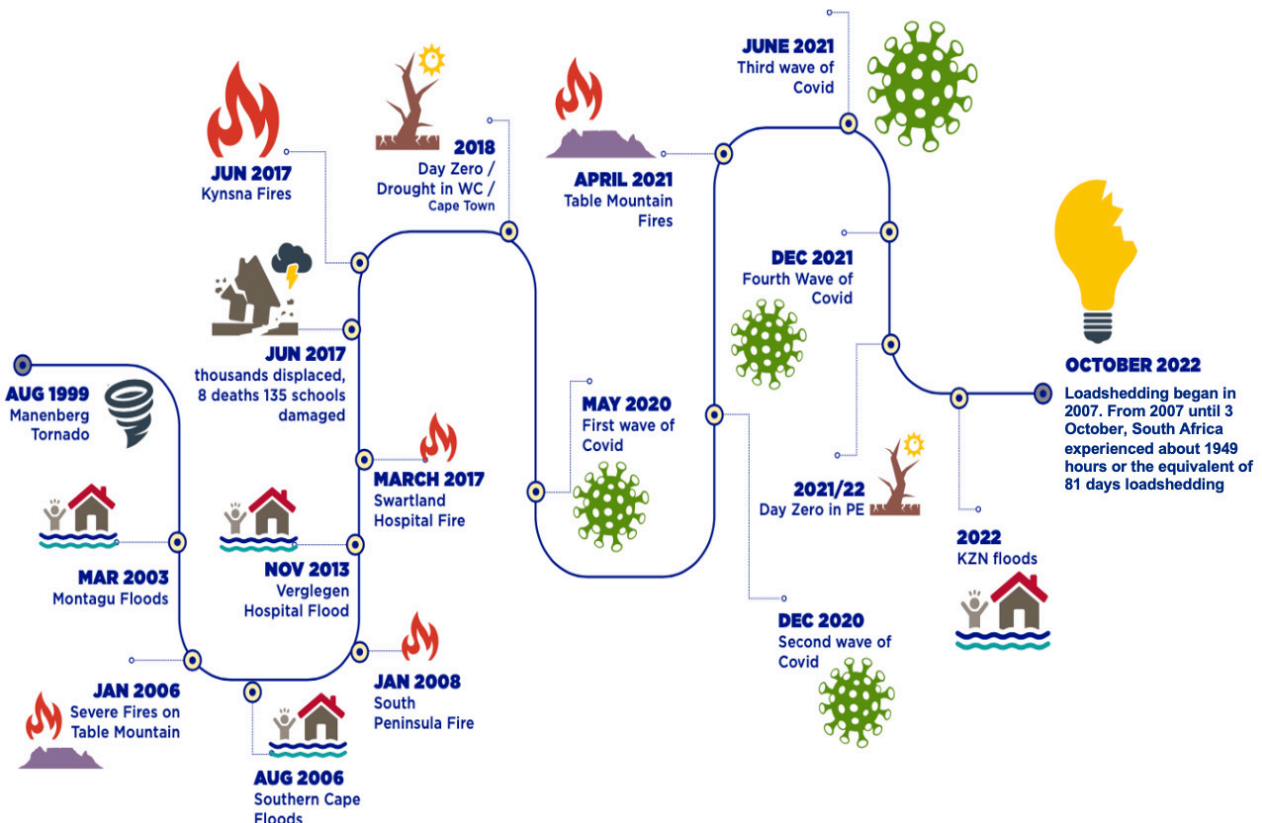 AUG 1999
Manenberg
Tornado
MAR 2003
Montagu Floods
JAN 2006
Severe Fires on
Table Mountain
AUG 2006
Southern Cape
Floods
JAN 2008
South
Peninsula Fire
NOV 2013
Verglegen
Hospital Flood
MARCH 2017
Swartland
Hospital Fire
JUN 2017
thousands displaced,
8 deaths 135 schools
damaged
JUN 2017
Kynsna Fires
2018
Day Zero /
Drought in WC /
Cape Town
MAY 2020
First wave of
Covid
DEC 2020
Second wave of
Covid
APRIL 2021
Table Mountain
Fires
JUNE 2021
Third wave of
Covid
DEC 2021
Fourth Wave of
Covid
2021/22
Day Zero in PE
2022
KZN floods
OCTOBER 2022
Loadshedding began in
2007. From 2007 until 3
October, South Africa
experienced about 1949
hours or the equivalent of
81 days loadshedding